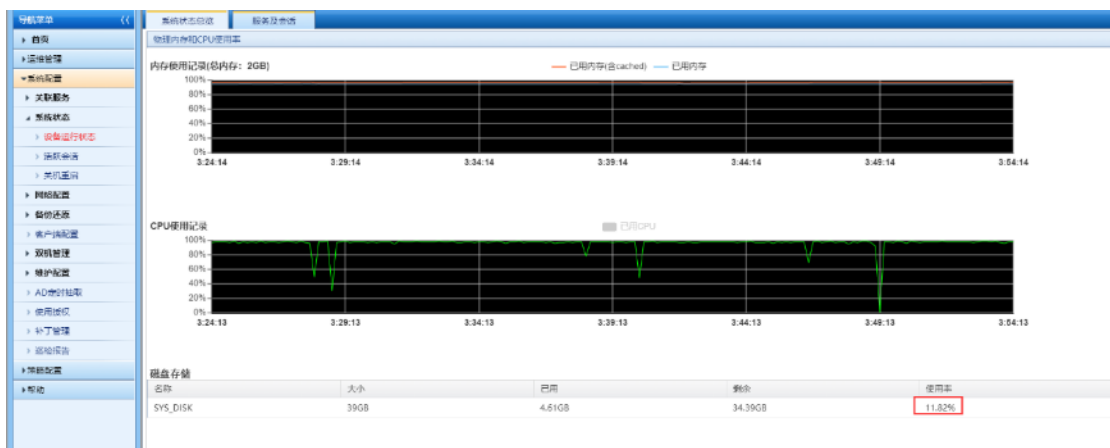 导航菜单
系统状态总览 服务及会话
首页
物理内存和CPU使用率
运维管理
系统配置
关联服务
系统状态
设备运行状态
活跃会话
关机重启
网络配置
备份还原
客户端配置
双机管理
维护配置
AD定时抽取
使用授权
补丁管理
巡检报告
策略配置
帮助
内存使用记录(总内存：2GB)
已用内存(含cached) 已用内存
100%
80%
60%
40%
20%
0%
3:24:14 3:29:14 3:34:14 3:39:14 3:44:14 3:49:14 3:54:14
CPU使用记录
已用CPU
100%
80%
60%
40%
20%
0%
3:24:13 3:29:13 3:34:13 3:39:13 3:44:13 3:49:13 3:54:13
磁盘存储
名称 大小 已用 剩余 使用率
SYS_DISK 39GB 4.61GB 34.39GB 11.82%